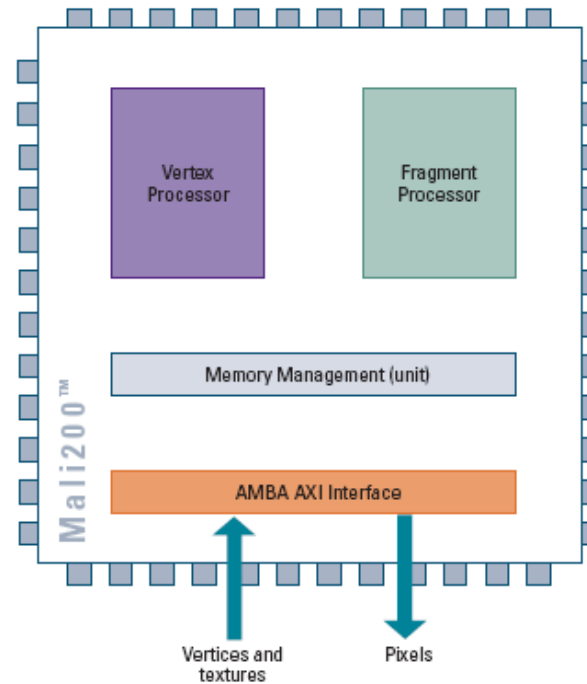 Vertex
Processor
Fragment
Processor
Memory Management (unit)
Mali200™
AMBA AXI Interface
Vertices and
textures
Pixels